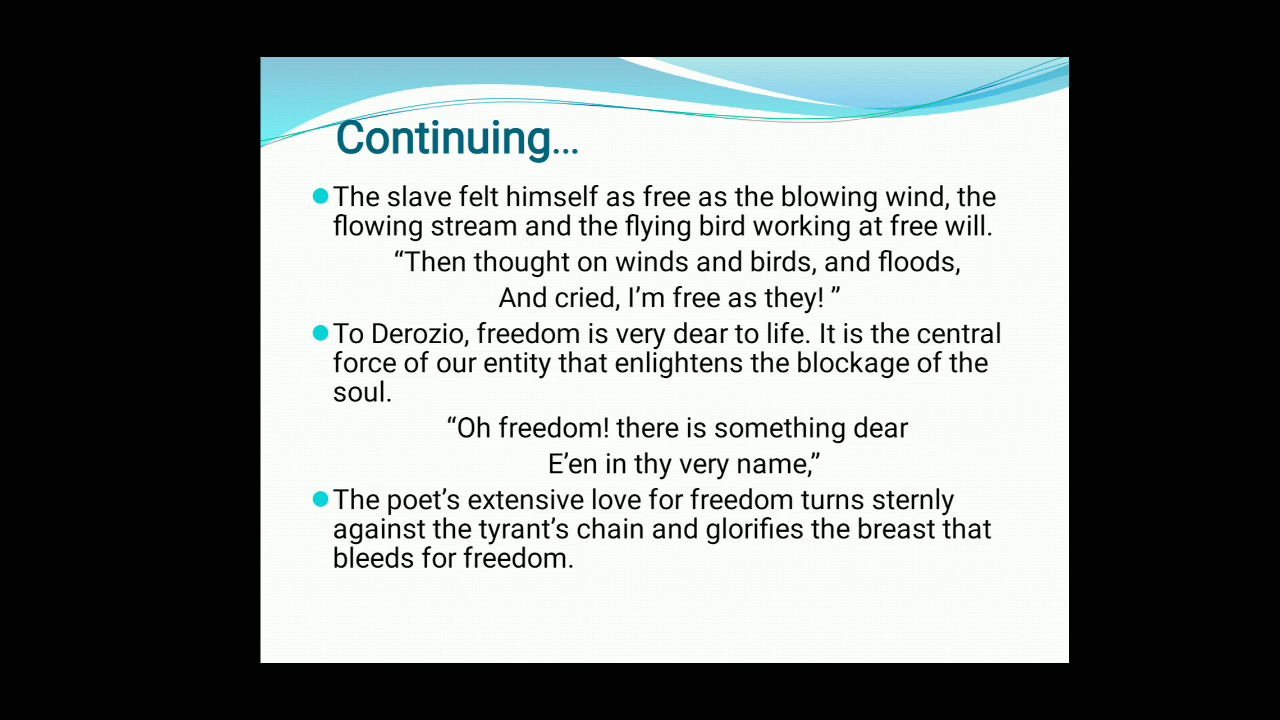 Continuing...
The slave felt himself as free as the blowing wind, the
flowing stream and the flying bird working at free will.
“Then thought on winds and birds, and floods,
And cried, I’m free as they! ”
To Derozio, freedom is very dear to life. It is the central
force of our entity that enlightens the blockage of the
soul.
“Oh freedom! there is something dear
E’en in thy very name,”
The poet’s extensive love for freedom turns sternly
against the tyrant’s chain and glorifies the breast that
bleeds for freedom.